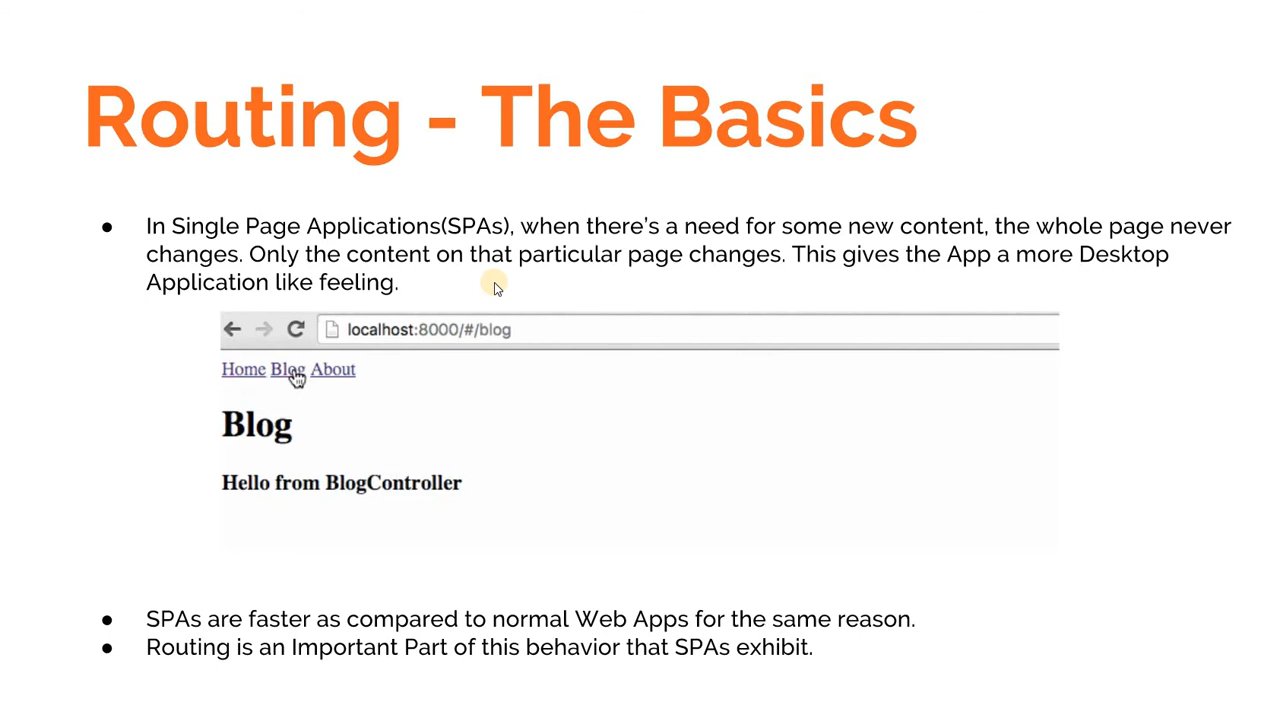 Routing - The Basics
● In Single Page Applications(SPAs), when there's a need for some new content, the whole page never
changes. Only the content on that particular page changes. This gives the App a more Desktop
Application like feeling.
localhost:8000/#/blog
Home Blog About
Blog
Hello from BlogController
● SPAs are faster as compared to normal Web Apps for the same reason.
● Routing is an Important Part of this behavior that SPAs exhibit.